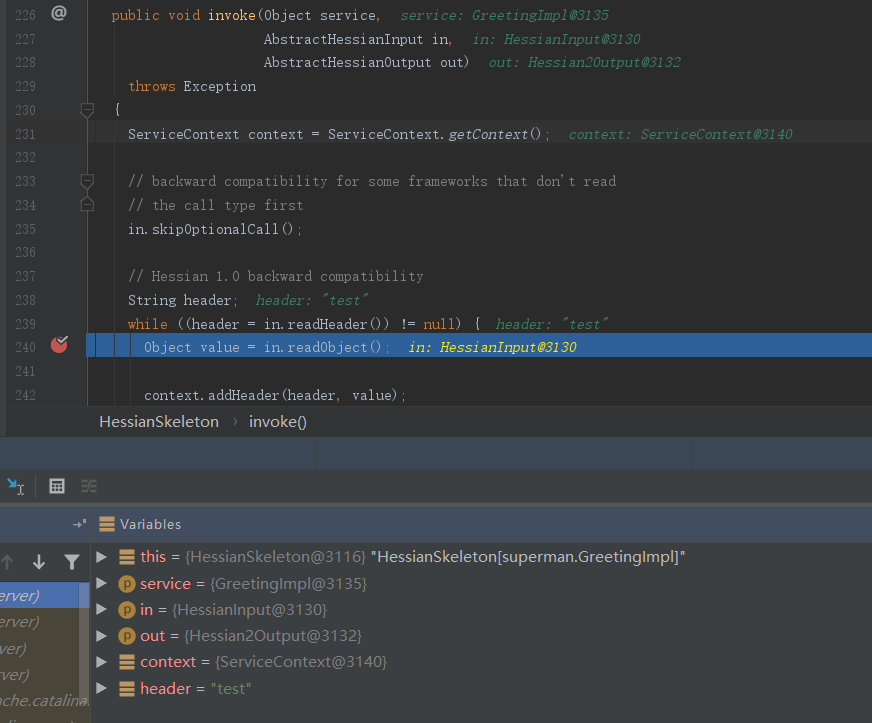 226 @ public void invoke(Object service, service: GreetingImpl@3135
227 AbstractHessianInput in, in: HessianInput@3130
228 AbstractHessianOutput out) out: Hessian2Output@3132
229 throws Exception
230 {
231 ServiceContext context = ServiceContext.getContext(); context: ServiceContext@3140
232
233 // backward compatibility for some frameworks that don't read
234 // the call type first
235 in.skipOptionalCall();
236
237 // Hessian 1.0 backward compatibility
238 String header; header: "test"
239 while ((header = in.readHeader()) != null) { header: "test"
240 Object value = in.readObject(); in: HessianInput@3130
241
242 context.addHeader(header, value);
HessianSkeleton › invoke()
Variables
this = {HessianSkeleton@3116} "HessianSkeleton[superman.GreetingImpl]"
erver) service = {GreetingImpl@3135}
erver) in = {HessianInput@3130}
ver) out = {Hessian2Output@3132}
ver) context = {ServiceContext@3140}
che.catalina header = "test"